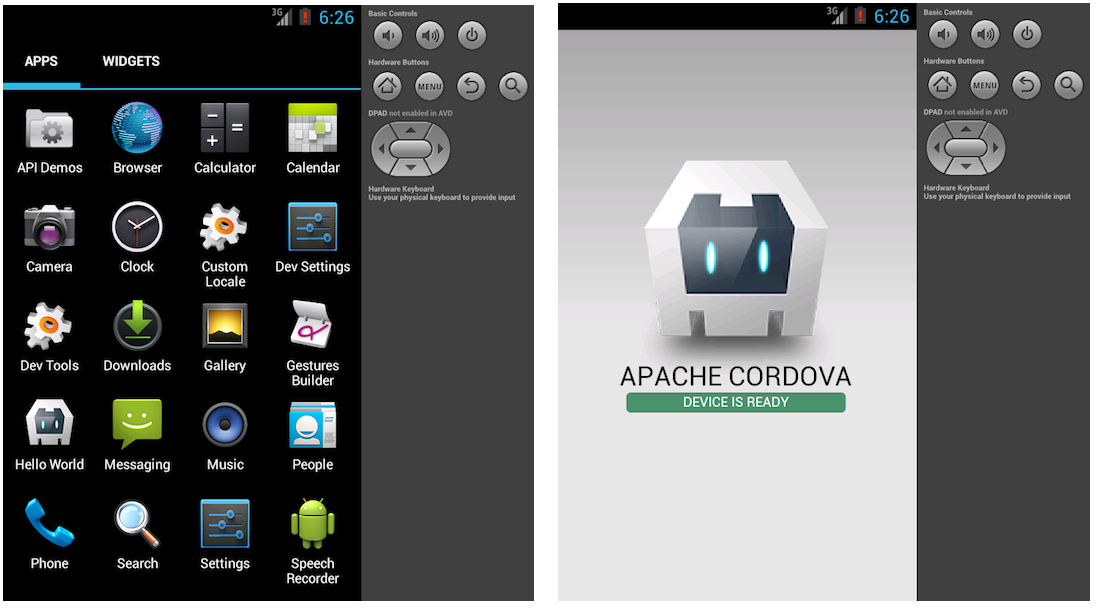 3G 6:26
APPS WIDGETS
API Demos Browser Calculator Calendar
Camera Clock Custom Locale Dev Settings
Dev Tools Downloads Gallery Gestures Builder
Hello World Messaging Music People
Phone Search Settings Speech Recorder
Basic Controls
Hardware Buttons
MENU
DPAD not enabled in AVD
Hardware Keyboard
Use your physical keyboard to provide input
3G 6:26
APACHE CORDOVA
DEVICE IS READY
Basic Controls
Hardware Buttons
MENU
DPAD not enabled in AVD
Hardware Keyboard
Use your physical keyboard to provide input